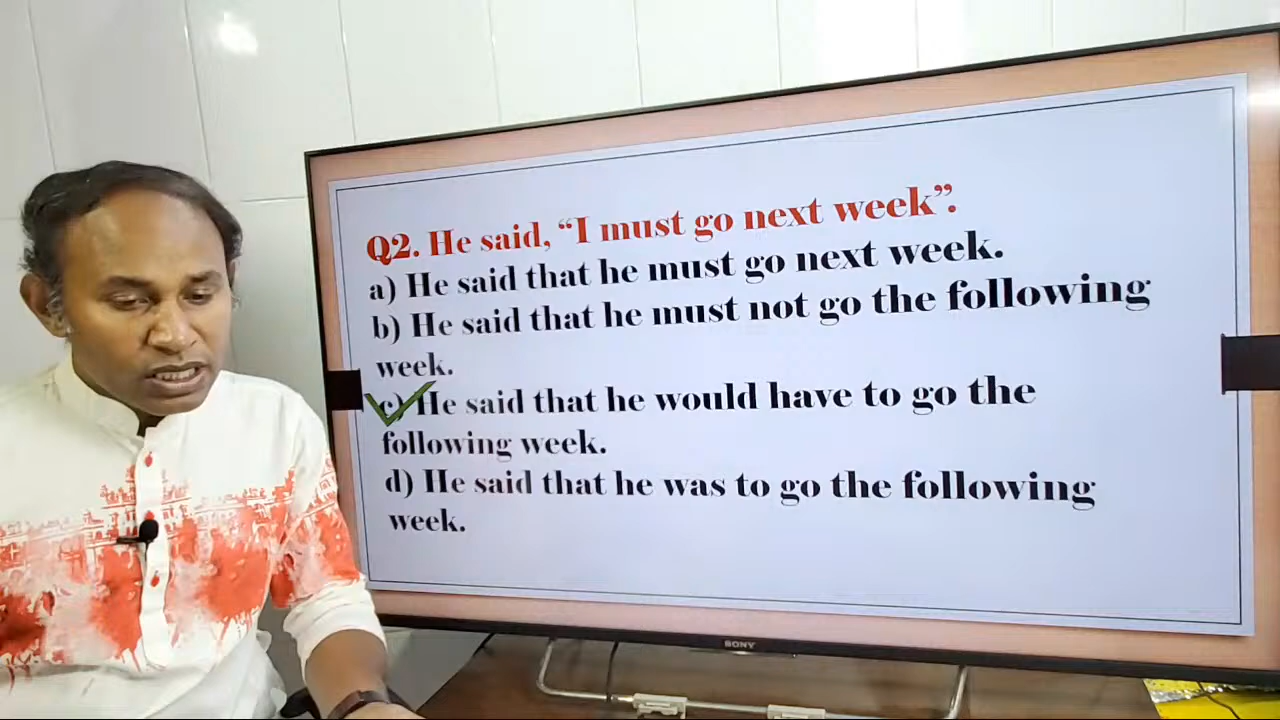 Q2. He said, “I must go next week”.
a) He said that he must go next week.
b) He said that he must not go the following
week.
c) He said that he would have to go the
following week.
d) He said that he was to go the following
week.
SONY